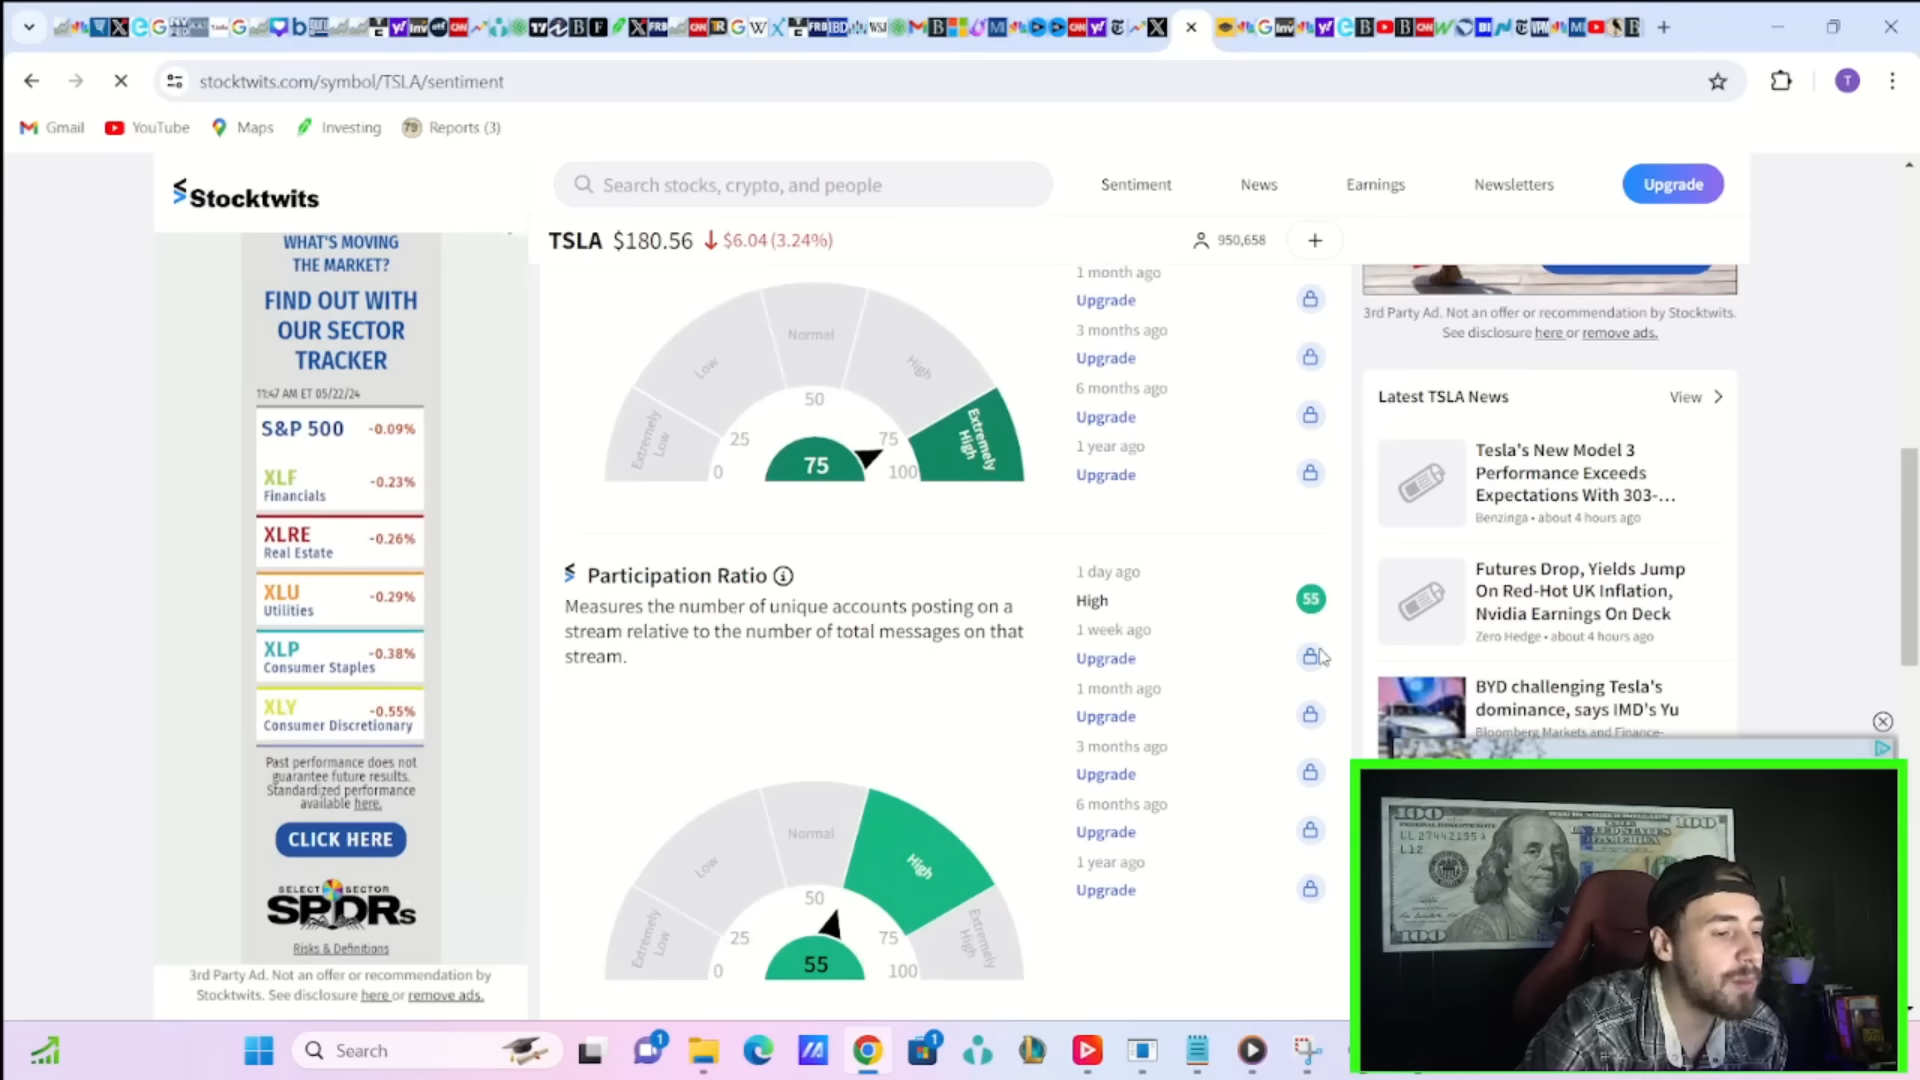 stocktwits.com/symbol/TSLA/sentiment
T
Gmail
YouTube
Maps
Investing
79
Reports (3)
Stocktwits
Search stocks, crypto, and people
Sentiment
News
Earnings
Newsletters
Upgrade
TSLA $180.56 $6.04 (3.24%)
950,658
WHAT'S MOVING
THE MARKET?
FIND OUT WITH
OUR SECTOR
TRACKER
11:47 AM ET 05/22/24
S&P 500 -0.09%
XLF -0.23%
Financials
XLRE -0.26%
Real Estate
XLU -0.29%
Utilities
XLP -0.38%
Consumer Staples
XLY -0.55%
Consumer Discretionary
Past performance does not
guarantee future results.
Standardized performance
available here.
CLICK HERE
SELECT SECTOR
SPDRs
Risks & Definitions
3rd Party Ad. Not an offer or recommendation by
Stocktwits. See disclosure here or remove ads.
Extremely Low
Low
Normal
High
Extremely High
0
25
50
75
100
75
1 month ago
Upgrade
3 months ago
Upgrade
6 months ago
Upgrade
1 year ago
Upgrade
Participation Ratio
Measures the number of unique accounts posting on a
stream relative to the number of total messages on that
stream.
Extremely Low
Low
Normal
High
Extremely High
0
25
50
75
100
55
1 day ago
High 55
1 week ago
Upgrade
1 month ago
Upgrade
3 months ago
Upgrade
6 months ago
Upgrade
1 year ago
Upgrade
3rd Party Ad. Not an offer or recommendation by Stocktwits.
See disclosure here or remove ads.
Latest TSLA News View
Tesla's New Model 3
Performance Exceeds
Expectations With 303-...
Benzinga • about 4 hours ago
Futures Drop, Yields Jump
On Red-Hot UK Inflation,
Nvidia Earnings On Deck
Zero Hedge • about 4 hours ago
BYD challenging Tesla's
dominance, says IMD's Yu
Bloomberg Markets and Finance-
100
100
LL 27442195 A
L12
100
Search
1
1